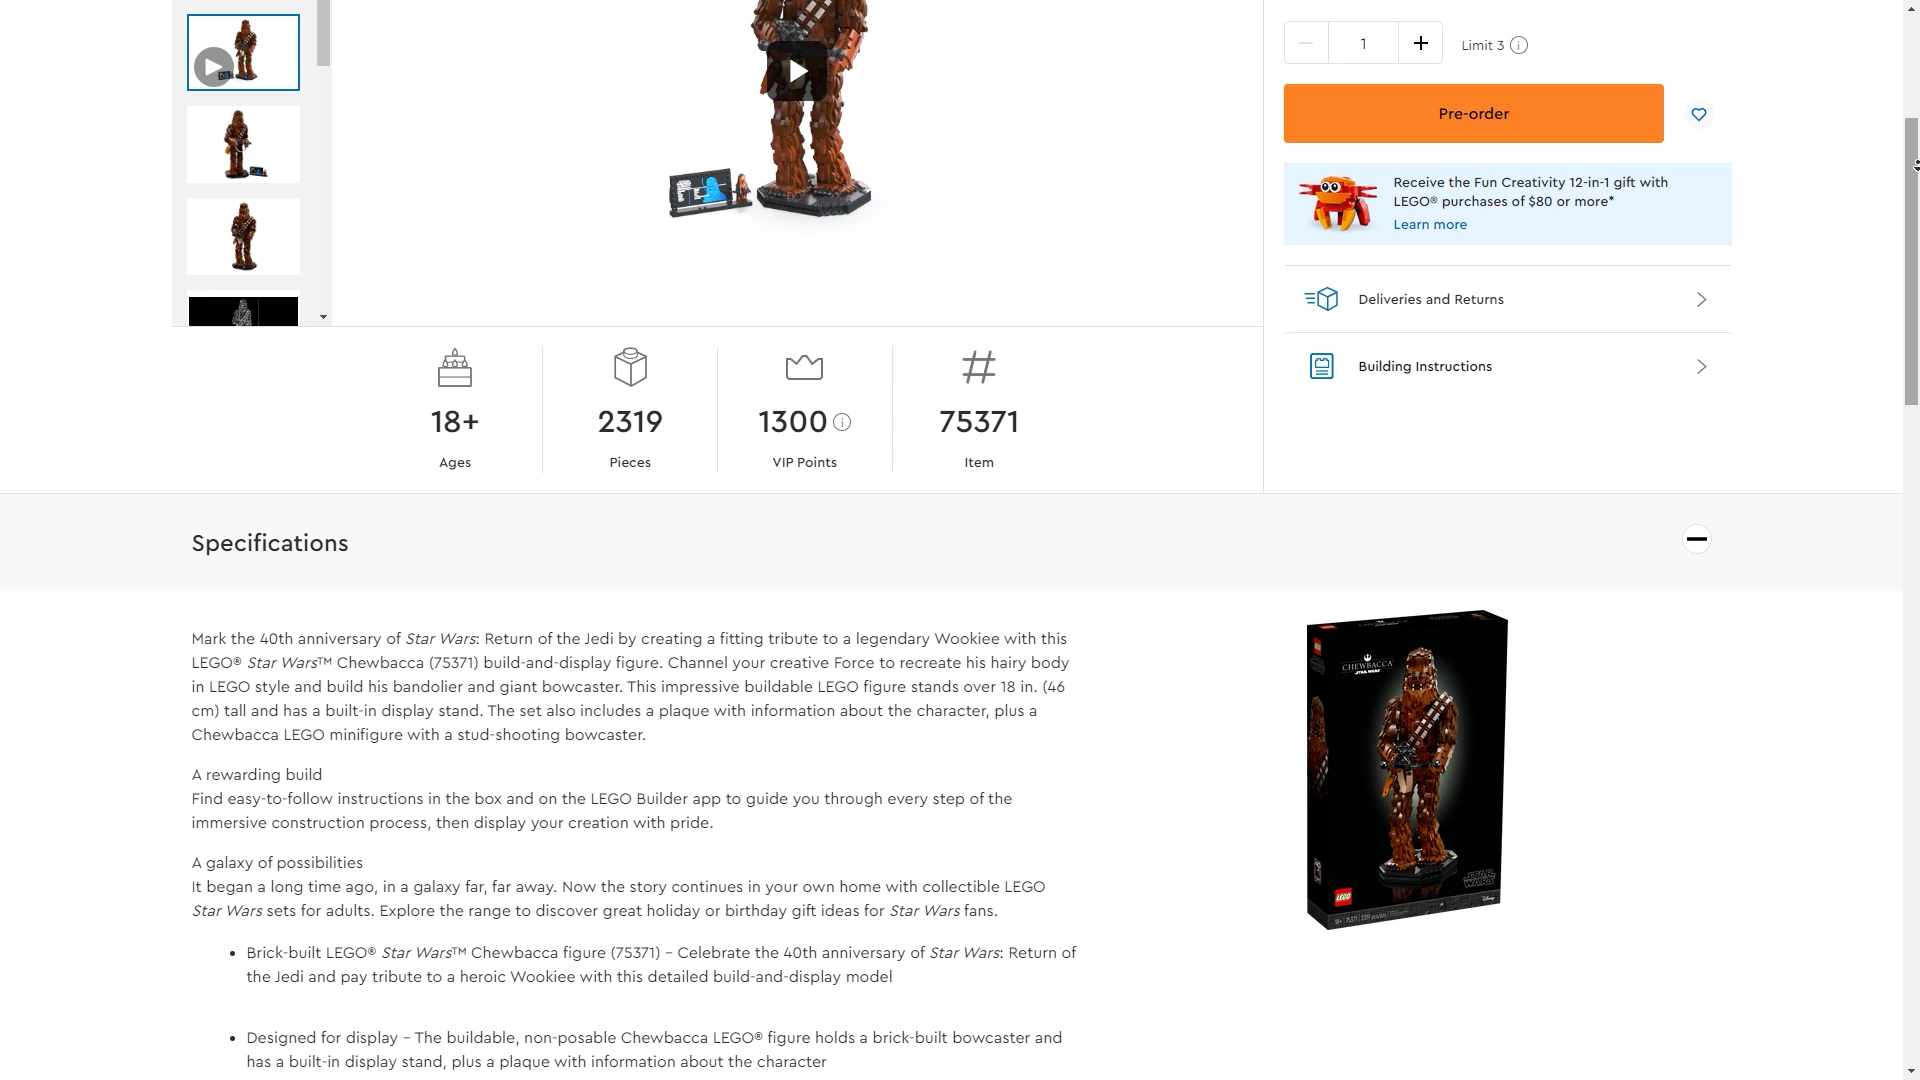 1
Limit 3
Pre-order
Receive the Fun Creativity 12-in-1 gift with
LEGO® purchases of $80 or more*
Learn more
Deliveries and Returns
Building Instructions
18+
Ages
2319
Pieces
1300
VIP Points
75371
Item
Specifications
Mark the 40th anniversary of Star Wars: Return of the Jedi by creating a fitting tribute to a legendary Wookiee with this
LEGO® Star Wars™ Chewbacca (75371) build-and-display figure. Channel your creative Force to recreate his hairy body
in LEGO style and build his bandolier and giant bowcaster. This impressive buildable LEGO figure stands over 18 in. (46
cm) tall and has a built-in display stand. The set also includes a plaque with information about the character, plus a
Chewbacca LEGO minifigure with a stud-shooting bowcaster.
A rewarding build
Find easy-to-follow instructions in the box and on the LEGO Builder app to guide you through every step of the
immersive construction process, then display your creation with pride.
A galaxy of possibilities
It began a long time ago, in a galaxy far, far away. Now the story continues in your own home with collectible LEGO
Star Wars sets for adults. Explore the range to discover great holiday or birthday gift ideas for Star Wars fans.
• Brick-built LEGO® Star Wars™ Chewbacca figure (75371) – Celebrate the 40th anniversary of Star Wars: Return of
the Jedi and pay tribute to a heroic Wookiee with this detailed build-and-display model
• Designed for display – The buildable, non-posable Chewbacca LEGO® figure holds a brick-built bowcaster and
has a built-in display stand, plus a plaque with information about the character
CHEWBACCA
STAR WARS
STAR WARS
LEGO
Disney
18+ 75371 2319 pcs/pzs